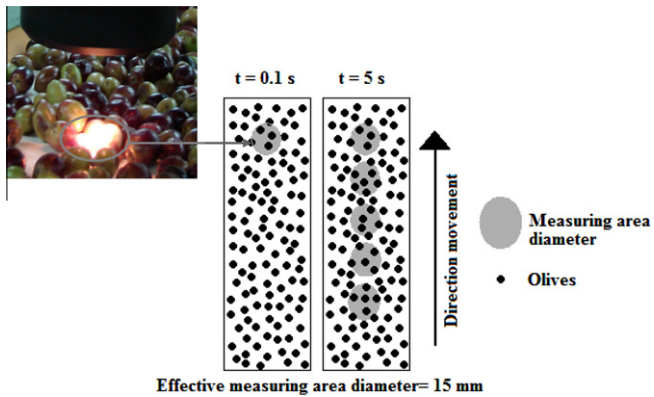 t = 0.1 s
t = 5 s
Direction movement
Measuring area
diameter
Olives
Effective measuring area diameter= 15 mm